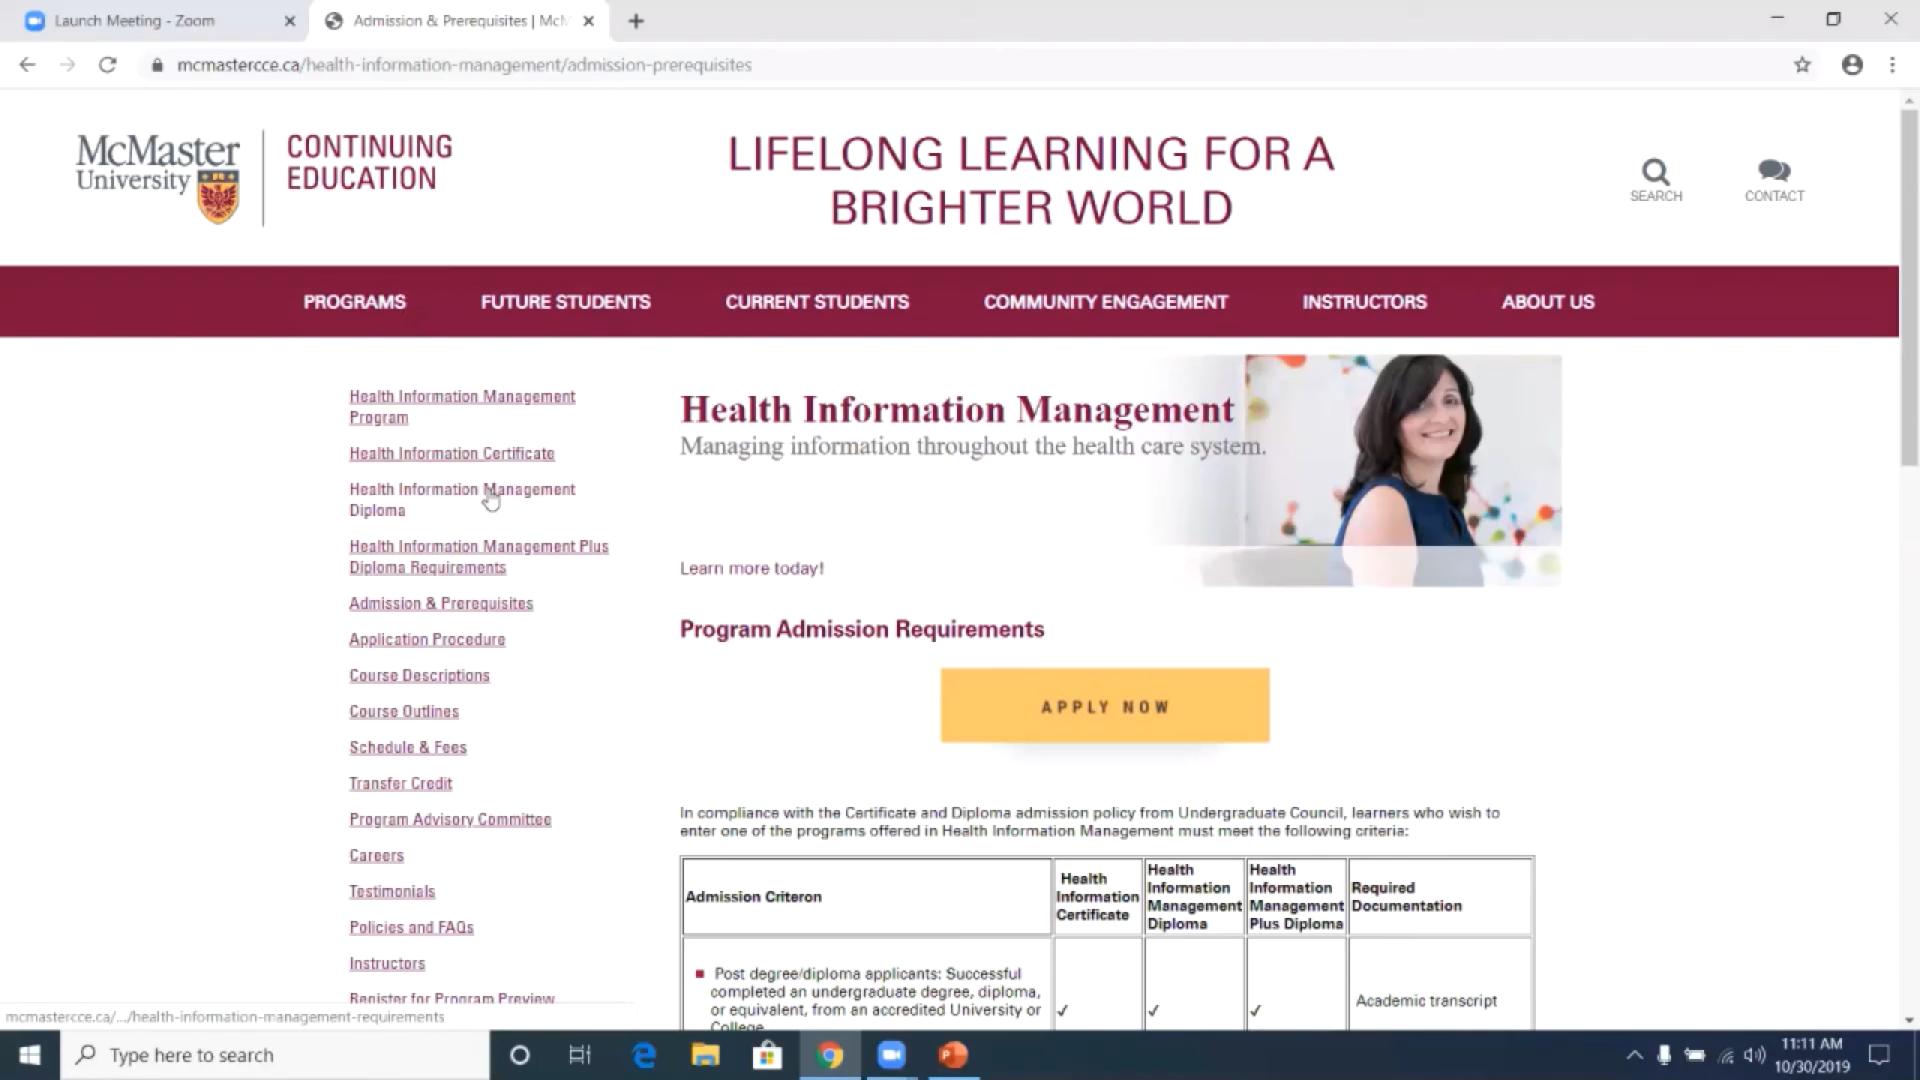 Launch Meeting - Zoom
Admission & Prerequisites | McM
mcmastercce.ca/health-information-management/admission-prerequisites
McMaster
University
CONTINUING
EDUCATION
LIFELONG LEARNING FOR A
BRIGHTER WORLD
SEARCH
CONTACT
PROGRAMS
FUTURE STUDENTS
CURRENT STUDENTS
COMMUNITY ENGAGEMENT
INSTRUCTORS
ABOUT US
Health Information Management
Program
Health Information Certificate
Health Information Management
Diploma
Health Information Management Plus
Diploma Requirements
Admission & Prerequisites
Application Procedure
Course Descriptions
Course Outlines
Schedule & Fees
Transfer Credit
Program Advisory Committee
Careers
Testimonials
Policies and FAQs
Instructors
Register for Program Preview
Health Information Management
Managing information throughout the health care system.
Learn more today!
Program Admission Requirements
APPLY NOW
In compliance with the Certificate and Diploma admission policy from Undergraduate Council, learners who wish to
enter one of the programs offered in Health Information Management must meet the following criteria:
Admission Criteron
Health
Information
Certificate
Health
Information
Management
Diploma
Health
Information
Management
Plus Diploma
Required
Documentation
Post degree/diploma applicants: Successful
completed an undergraduate degree, diploma,
or equivalent, from an accredited University or
College
✓
✓
✓
Academic transcript
mcmastercce.ca/.../health-information-management-requirements
Type here to search
11:11 AM
10/30/2019